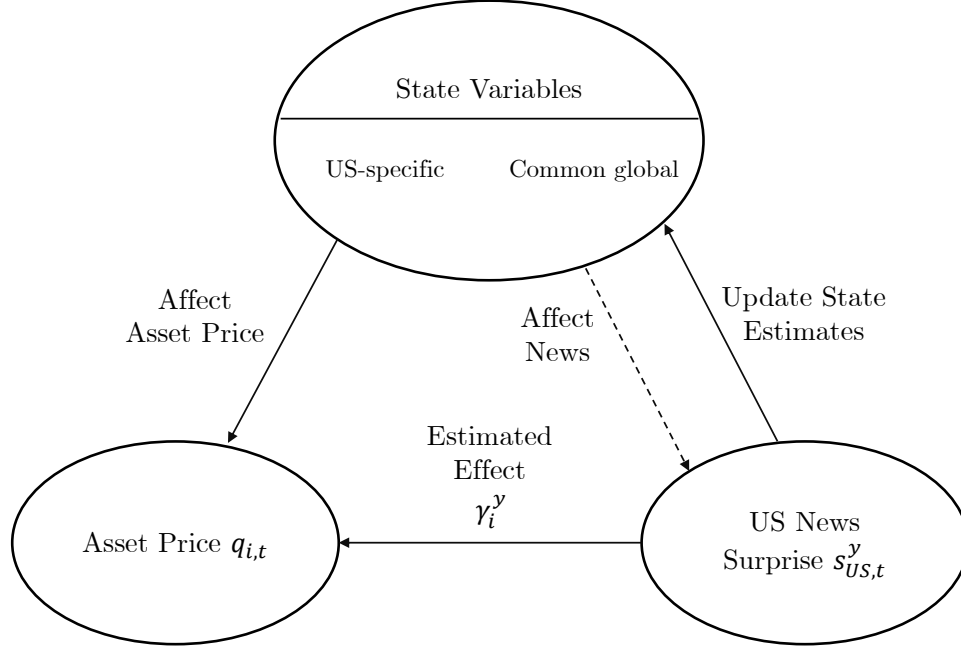 State Variables
US-specific
Common global
Affect
Asset Price
Affect
News
Update State
Estimates
Estimated
Effect
γ_i^y
Asset Price q_{i,t}
US News
Surprise s_{US,t}^y